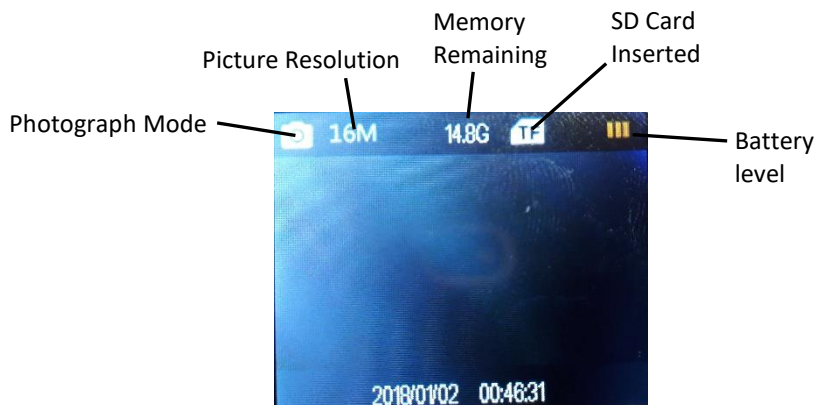 Memory
Remaining
SD Card
Inserted
Picture Resolution
Photograph Mode
16M
14.8G
TF
Battery
level
2018/01/02 00:46:31